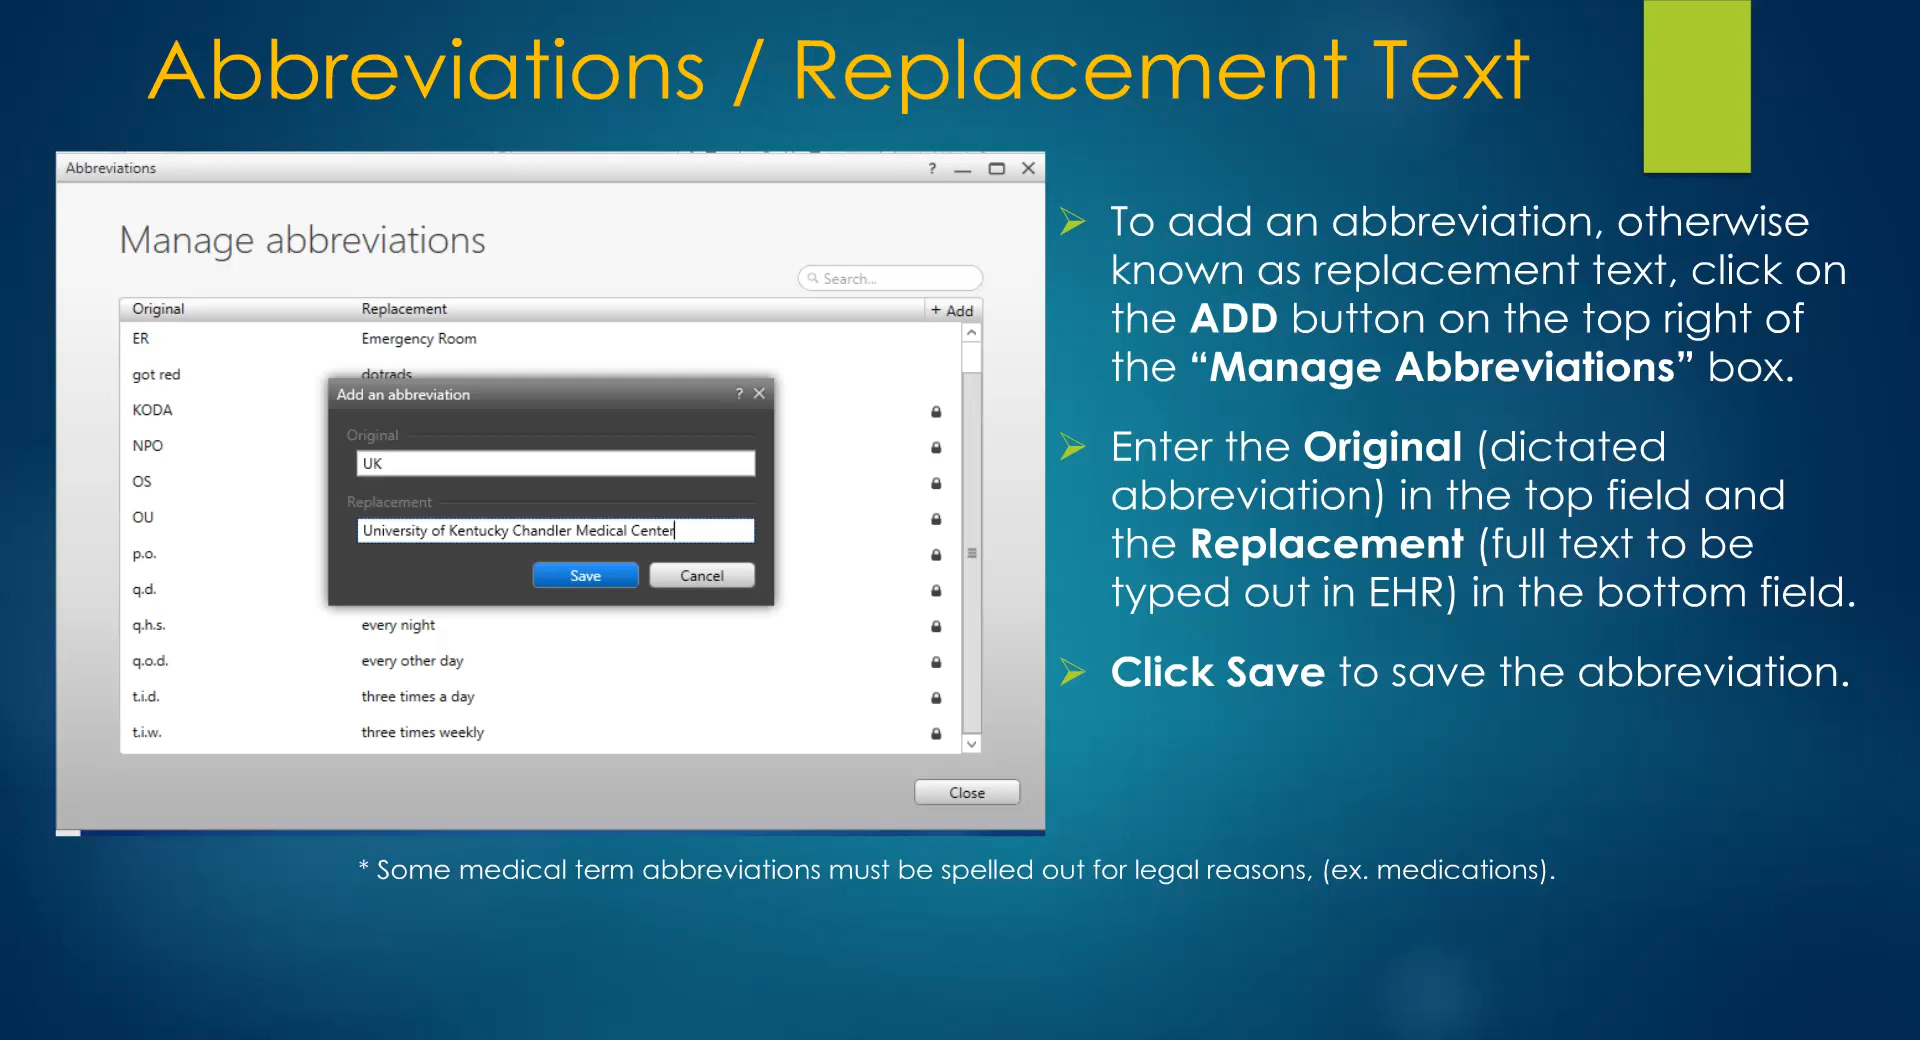 Abbreviations / Replacement Text
Abbreviations
?
Manage abbreviations
Search...
Original Replacement + Add
ER Emergency Room
got red dotrads
KODA
NPO
OS
OU
p.o.
q.d.
q.h.s. every night
q.o.d. every other day
t.i.d. three times a day
t.i.w. three times weekly
Add an abbreviation ?
Original
UK
Replacement
University of Kentucky Chandler Medical Center
Save Cancel
Close
To add an abbreviation, otherwise
known as replacement text, click on
the ADD button on the top right of
the “Manage Abbreviations” box.
Enter the Original (dictated
abbreviation) in the top field and
the Replacement (full text to be
typed out in EHR) in the bottom field.
Click Save to save the abbreviation.
* Some medical term abbreviations must be spelled out for legal reasons, (ex. medications).